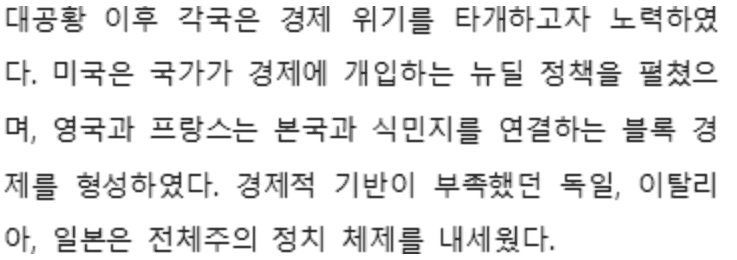 대공황 이후 각국은 경제 위기를 타개하고자 노력하였
다. 미국은 국가가 경제에 개입하는 뉴딜 정책을 펼쳤으
며, 영국과 프랑스는 본국과 식민지를 연결하는 블록 경
제를 형성하였다. 경제적 기반이 부족했던 독일, 이탈리
아, 일본은 전체주의 정치 체제를 내세웠다.